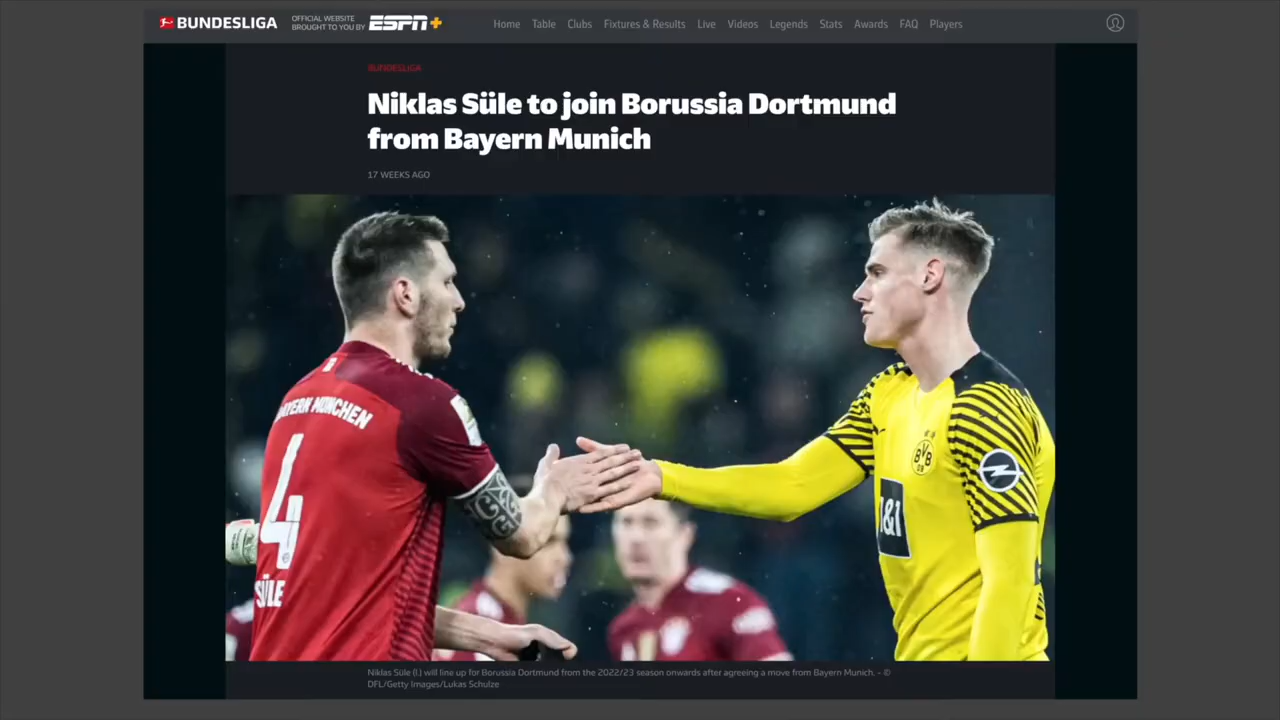 BUNDESLIGA
OFFICIAL WEBSITE
BROUGHT TO YOU BY ESPN+
Home Table Clubs Fixtures & Results Live Videos Legends Stats Awards FAQ Players
BUNDESLIGA
Niklas Süle to join Borussia Dortmund
from Bayern Munich
17 WEEKS AGO
BAYERN MÜNCHEN
4
SÜLE
BVB
09
1&1
Niklas Süle (l.) will line up for Borussia Dortmund from the 2022/23 season onwards after agreeing a move from Bayern Munich. - ©
DFL/Getty Images/Lukas Schulze